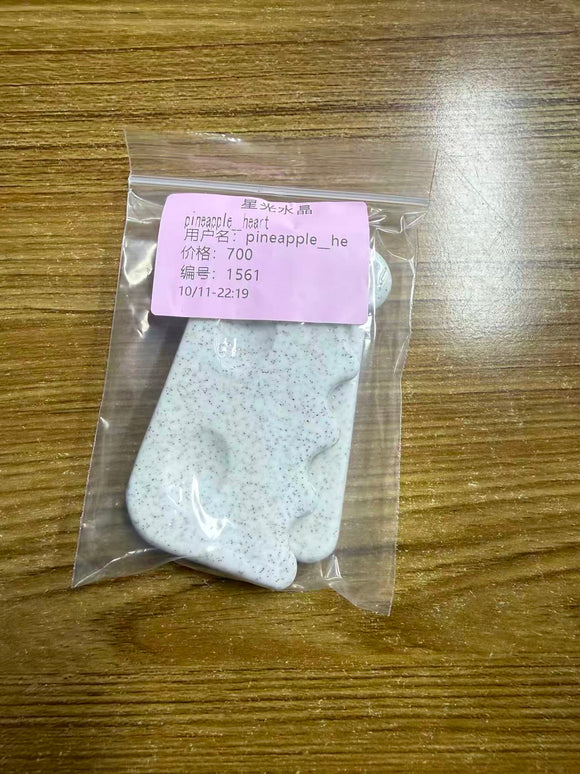 星光水晶
pineapple_heart
用户名: pineapple_he
价格: 700
编号: 1561
10/11-22:19